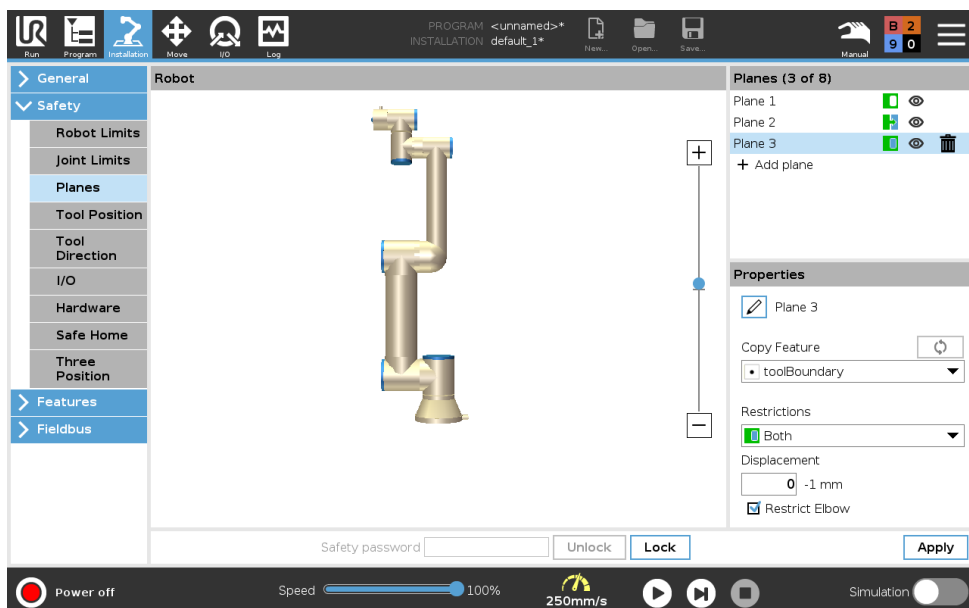 PROGRAM <unnamed>*
INSTALLATION default_1*
UR
Run
Program
Installation
Move
I/O
Log
New...
Open...
Save...
Manual
B 2
9 0
General
Safety
Robot Limits
Joint Limits
Planes
Tool Position
Tool
Direction
I/O
Hardware
Safe Home
Three
Position
Features
Fieldbus
Robot
Planes (3 of 8)
Plane 1
Plane 2
Plane 3
+ Add plane
Properties
Plane 3
Copy Feature
toolBoundary
Restrictions
Both
Displacement
0 -1 mm
Restrict Elbow
Safety password
Unlock
Lock
Apply
Power off
Speed
100%
250mm/s
Simulation